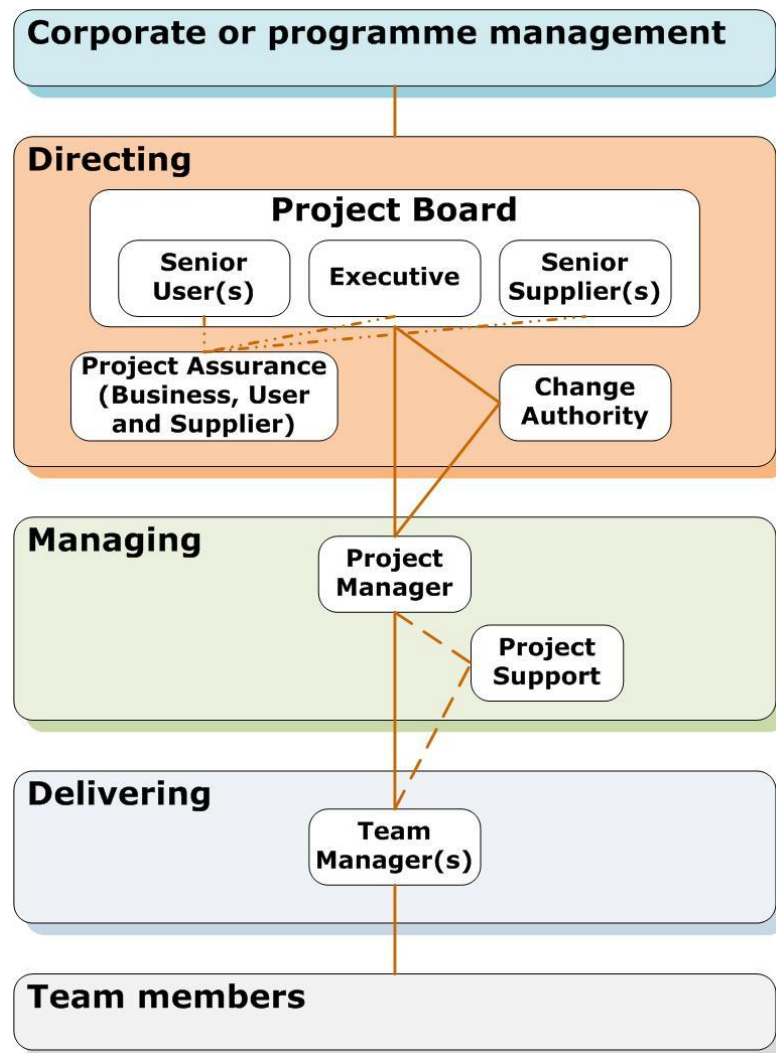 Corporate or programme management
Directing
Project Board
Senior
User(s)
Executive
Senior
Supplier(s)
Project Assurance
(Business, User
and Supplier)
Change
Authority
Managing
Project
Manager
Project
Support
Delivering
Team
Manager(s)
Team members